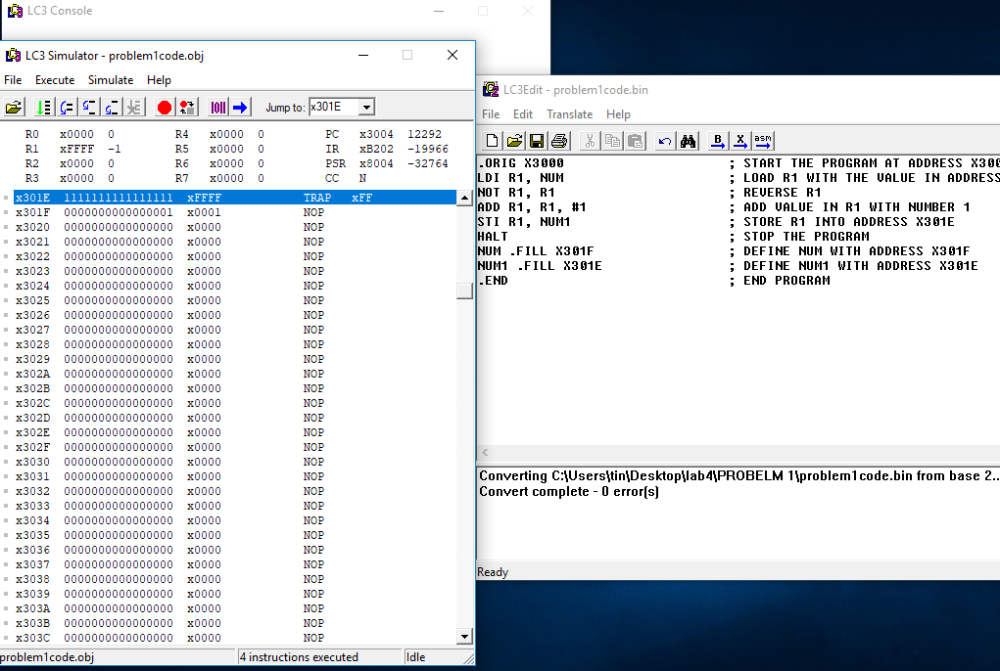 LC3 Console
LC3 Simulator - problem1code.obj
File Execute Simulate Help
Jump to: x301E
R0 x0000 0 R4 x0000 0 PC x3004 12292
R1 xFFFF -1 R5 x0000 0 IR xB202 -19966
R2 x0000 0 R6 x0000 0 PSR x8004 -32764
R3 x0000 0 R7 x0000 0 CC N
x301E 1111111111111111 xFFFF TRAP xFF
x301F 0000000000000001 x0001 NOP
x3020 0000000000000000 x0000 NOP
x3021 0000000000000000 x0000 NOP
x3022 0000000000000000 x0000 NOP
x3023 0000000000000000 x0000 NOP
x3024 0000000000000000 x0000 NOP
x3025 0000000000000000 x0000 NOP
x3026 0000000000000000 x0000 NOP
x3027 0000000000000000 x0000 NOP
x3028 0000000000000000 x0000 NOP
x3029 0000000000000000 x0000 NOP
x302A 0000000000000000 x0000 NOP
x302B 0000000000000000 x0000 NOP
x302C 0000000000000000 x0000 NOP
x302D 0000000000000000 x0000 NOP
x302E 0000000000000000 x0000 NOP
x302F 0000000000000000 x0000 NOP
x3030 0000000000000000 x0000 NOP
x3031 0000000000000000 x0000 NOP
x3032 0000000000000000 x0000 NOP
x3033 0000000000000000 x0000 NOP
x3034 0000000000000000 x0000 NOP
x3035 0000000000000000 x0000 NOP
x3036 0000000000000000 x0000 NOP
x3037 0000000000000000 x0000 NOP
x3038 0000000000000000 x0000 NOP
x3039 0000000000000000 x0000 NOP
x303A 0000000000000000 x0000 NOP
x303B 0000000000000000 x0000 NOP
x303C 0000000000000000 x0000 NOP
problem1code.obj 4 instructions executed Idle
LC3Edit - problem1code.bin
File Edit Translate Help
B X asm
.ORIG X3000 ; START THE PROGRAM AT ADDRESS X300
LDI R1, NUM ; LOAD R1 WITH THE VALUE IN ADDRESS
NOT R1, R1 ; REVERSE R1
ADD R1, R1, #1 ; ADD VALUE IN R1 WITH NUMBER 1
STI R1, NUM1 ; STORE R1 INTO ADDRESS X301E
HALT ; STOP THE PROGRAM
NUM .FILL X301F ; DEFINE NUM WITH ADDRESS X301F
NUM1 .FILL X301E ; DEFINE NUM1 WITH ADDRESS X301E
.END ; END PROGRAM
Converting C:\Users\tin\Desktop\lab4\PROBELM 1\problem1code.bin from base 2...
Convert complete - 0 error(s)
Ready